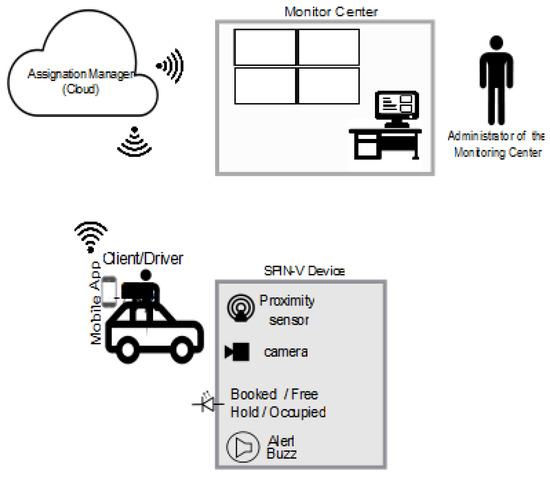 Monitor Center
Assignation Manager
(Cloud)
Administrator of the
Monitoring Center
Client/Driver
Mobile App
SPIN-V Device
Proximity
sensor
camera
Booked / Free
Hold / Occupied
Alert
Buzz